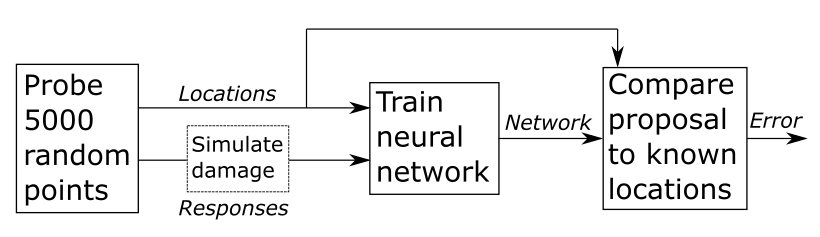 Probe
5000
random
points
Locations
Simulate
damage
Responses
Train
neural
network
Network
Compare
proposal
to known
locations
Error